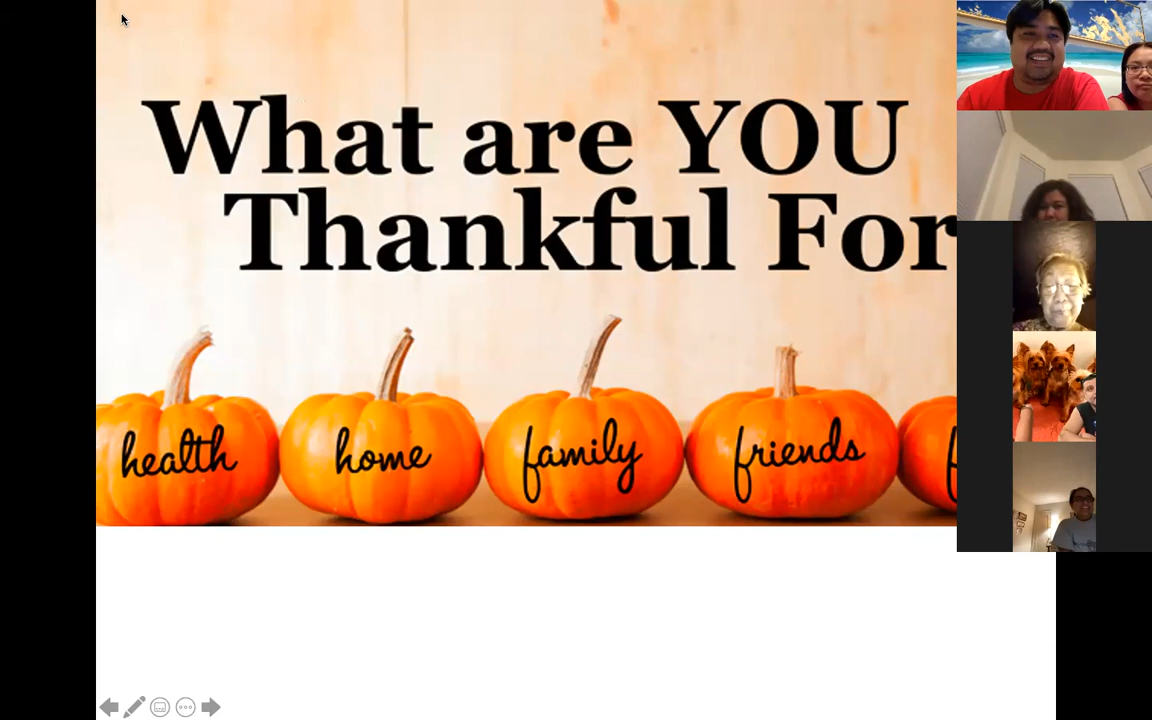 What are YOU
Thankful For
health
home
family
friends
f